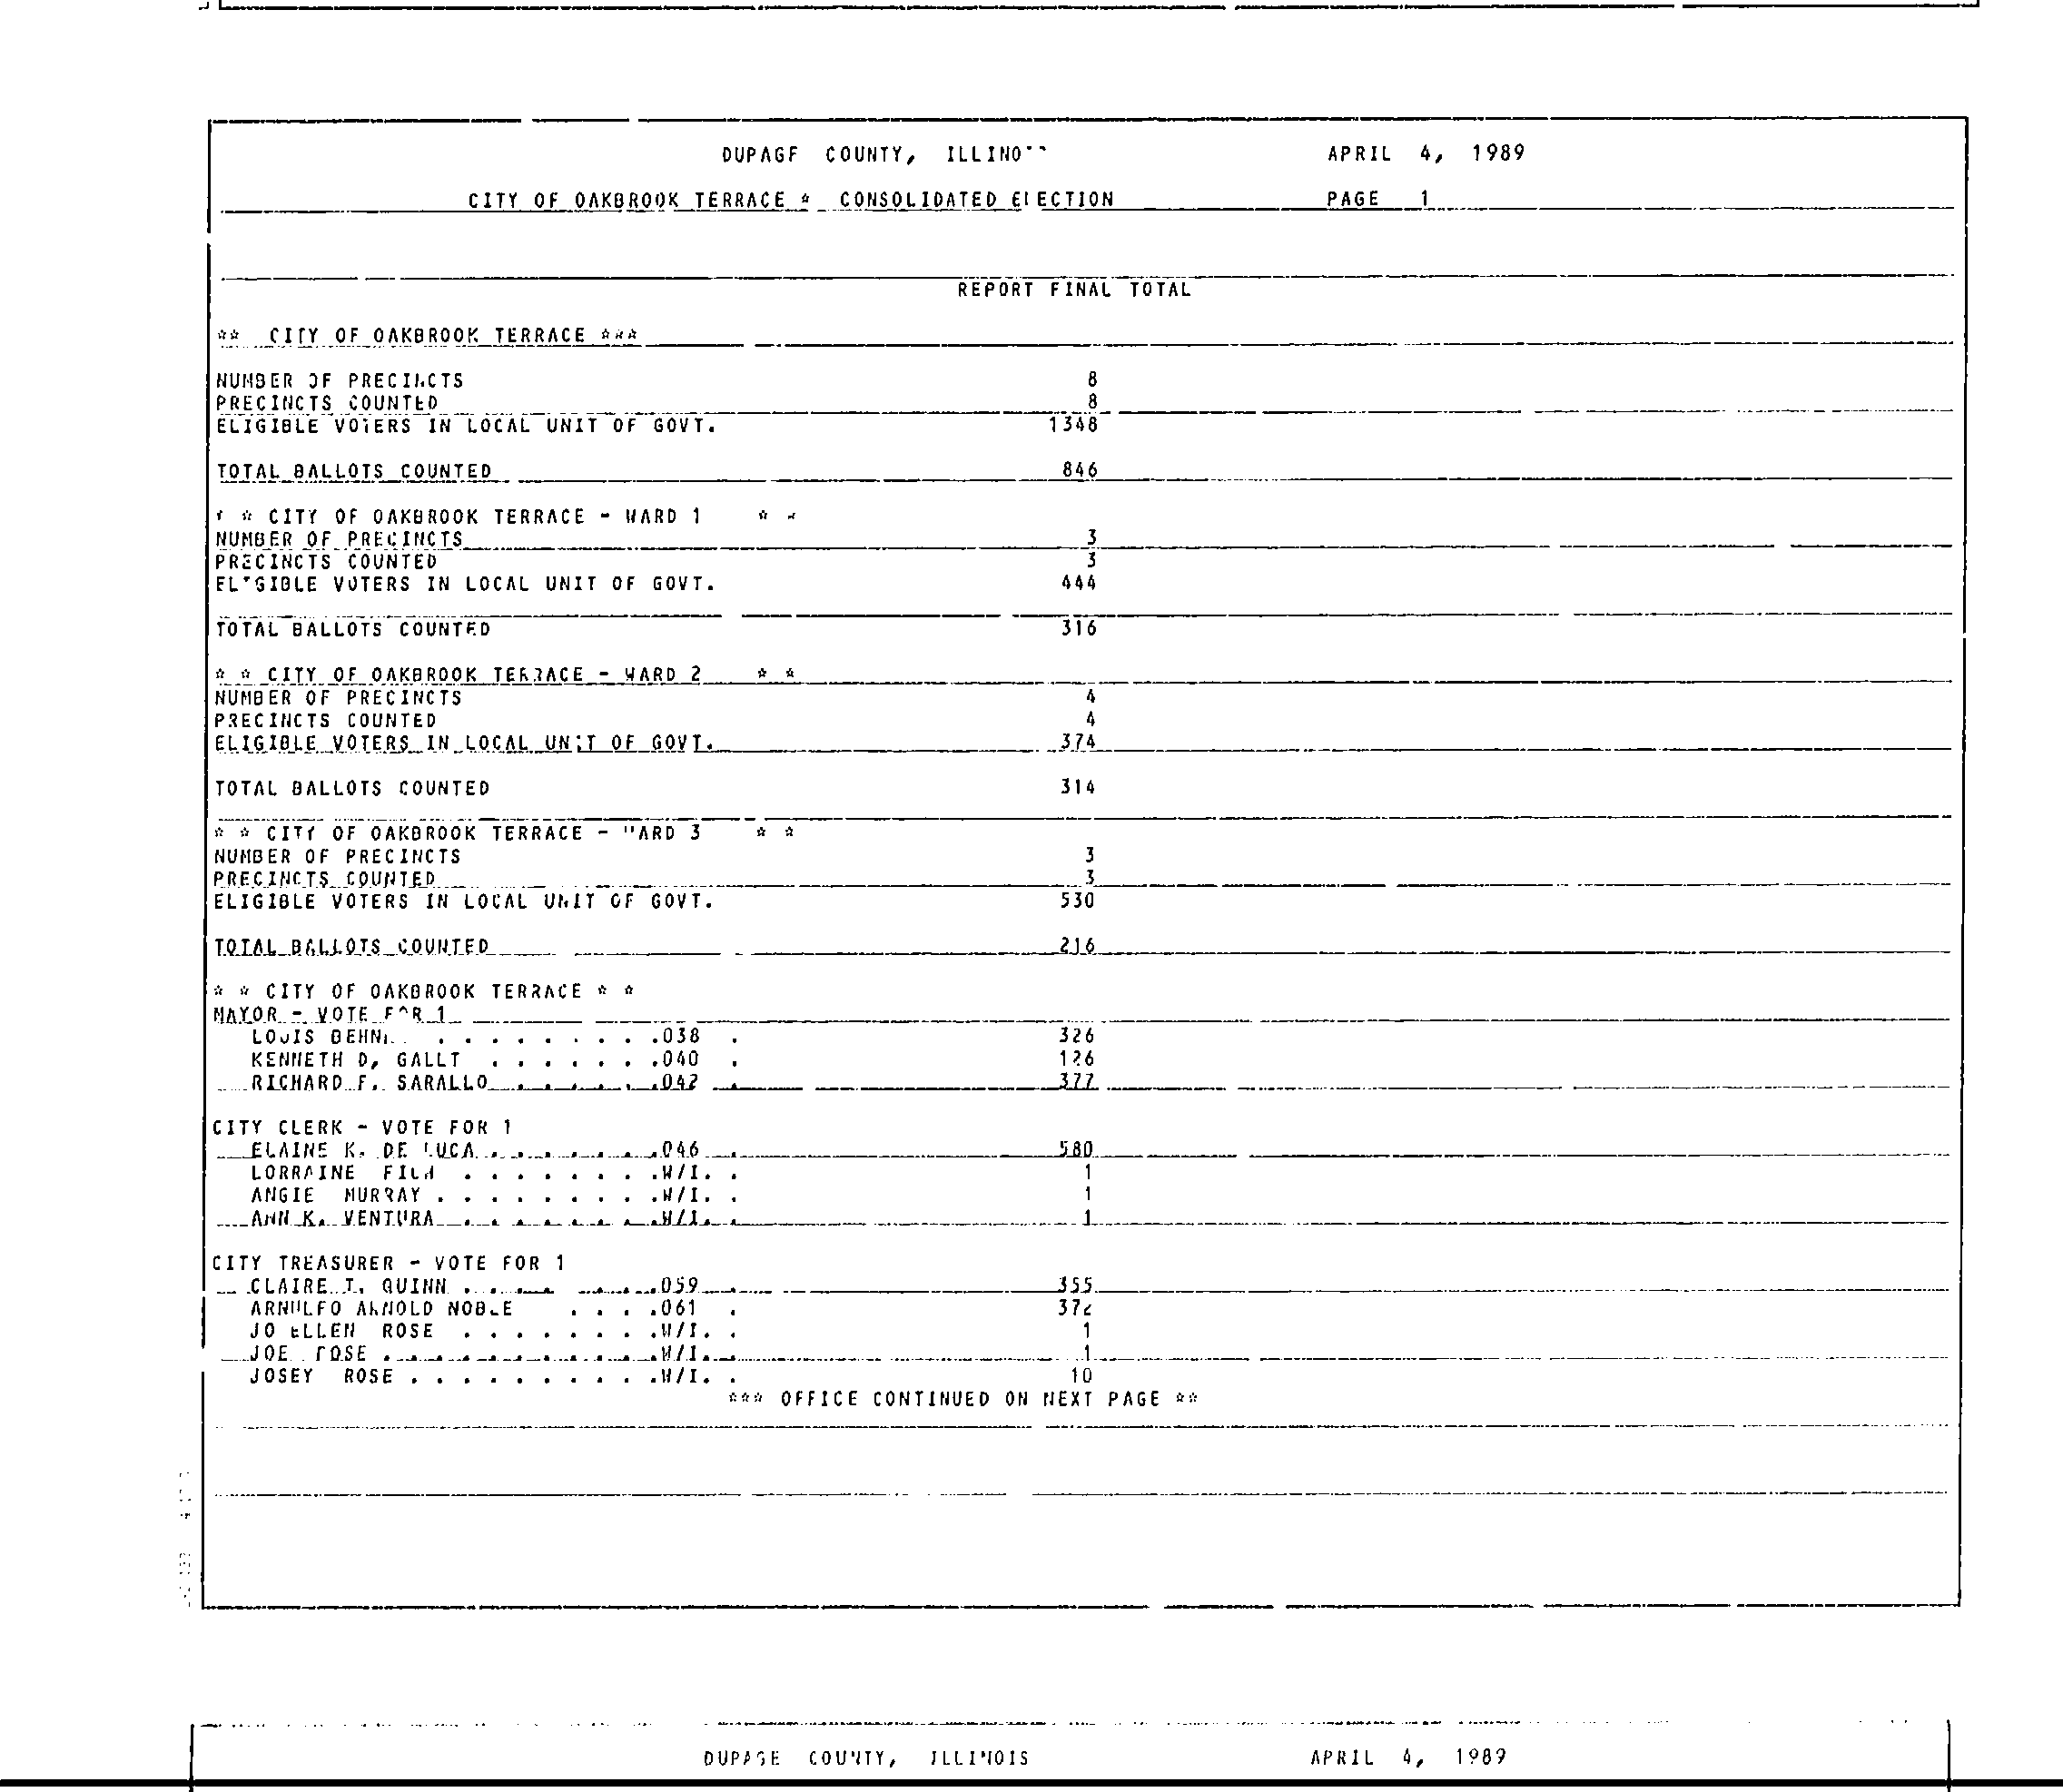 DUPAGE COUNTY, APRIL 4, 1989
CITY OF OAKBROOK TERRACE * CONSOLIDATED ELECTION PAGE 1
REPORT FINAL TOTAL
** CITY OF OAKBROOK TERRACE ***
NUMBER OF PRECINCTS 8
PRECINCTS COUNTED 8
ELIGIBLE VOTERS IN LOCAL UNIT OF GOVT. 1348
TOTAL BALLOTS COUNTED 846
* * CITY OF OAKBROOK TERRACE - WARD 1 * *
NUMBER OF PRECINCTS 3
PRECINCTS COUNTED 3
ELIGIBLE VOTERS IN LOCAL UNIT OF GOVT. 444
TOTAL BALLOTS COUNTED 316
* * CITY OF OAKBROOK TERRACE - WARD 2 * *
NUMBER OF PRECINCTS 4
PRECINCTS COUNTED 4
ELIGIBLE VOTERS IN LOCAL UNIT OF GOVT. 374
TOTAL BALLOTS COUNTED 314
* * CITY OF OAKBROOK TERRACE - WARD 3 * *
NUMBER OF PRECINCTS 3
PRECINCTS COUNTED 3
ELIGIBLE VOTERS IN LOCAL UNIT OF GOVT. 530
TOTAL BALLOTS COUNTED 216
* * CITY OF OAKBROOK TERRACE * *
MAYOR - VOTE FOR 1
LOUIS . . . . . . . . .038 . 326
KENNETH D, GALLT . . . . . . .040 . 126
RICHARD F. SARALLO . . . . . .042 . 377
CITY CLERK - VOTE FOR 1
ELAINE K. DE LUCA . . . . . . .046 . 580
LORRAINE . . . . . . . .W/I. . 1
ANGIE MURRAY . . . . . . . . .W/I. . 1
ANN K. VENTURA . . . . . . . .W/I. . 1
CITY TREASURER - VOTE FOR 1
CLAIRE T. QUINN . . . . . . . .059 . 355
ARNULFO ARNOLD NOBLE . . . .061 .
JO ELLEN ROSE . . . . . . . .W/I. . 1
JOE ROSE . . . . . . . . . . .W/I. . 1
JOSEY ROSE . . . . . . . . . .W/I. . 10
*** OFFICE CONTINUED ON NEXT PAGE **
DUPAGE COUNTY, ILLINOIS APRIL 4, 1989